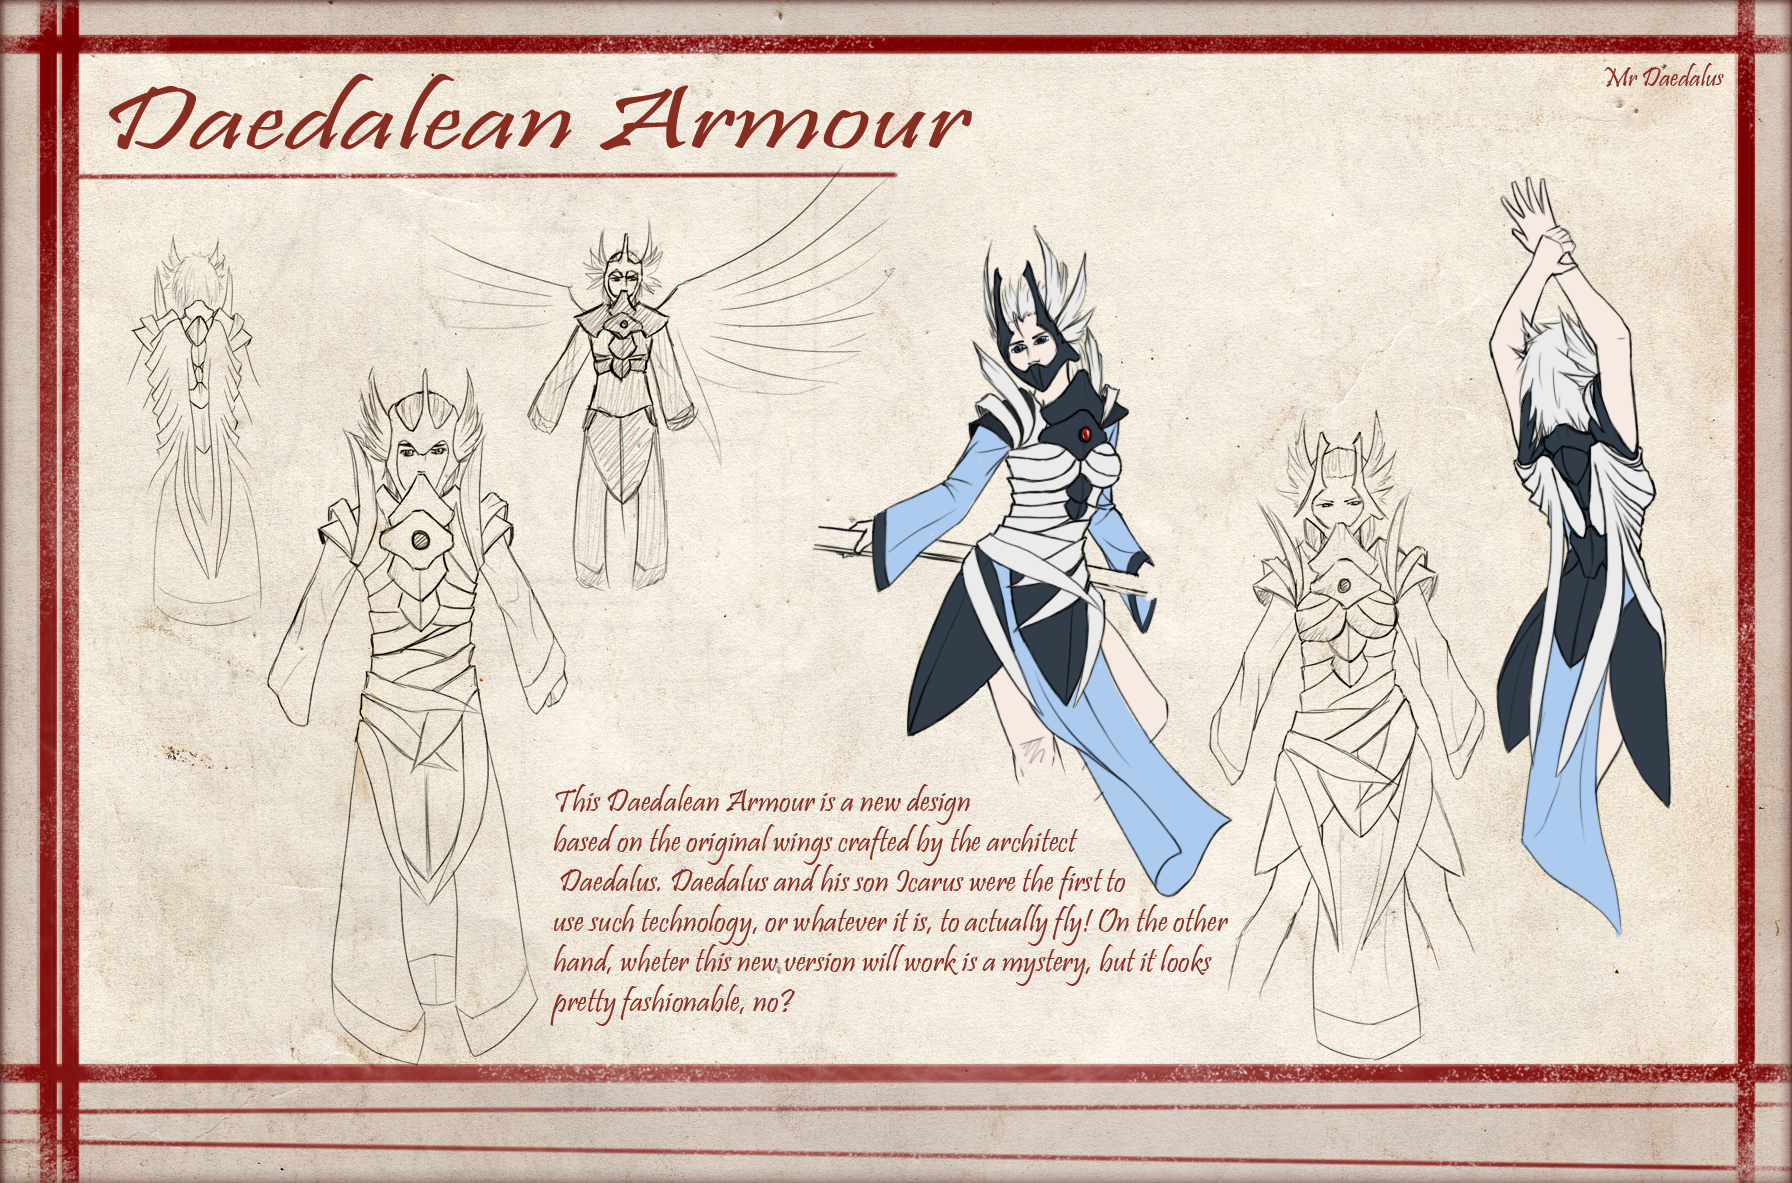 Daedalean Armour
Mr Daedalus
This Daedalean Armour is a new design
based on the original wings crafted by the architect
Daedalus. Daedalus and his son Icarus were the first to
use such technology, or whatever it is, to actually fly! On the other
hand, wheter this new version will work is a mystery, but it looks
pretty fashionable, no?